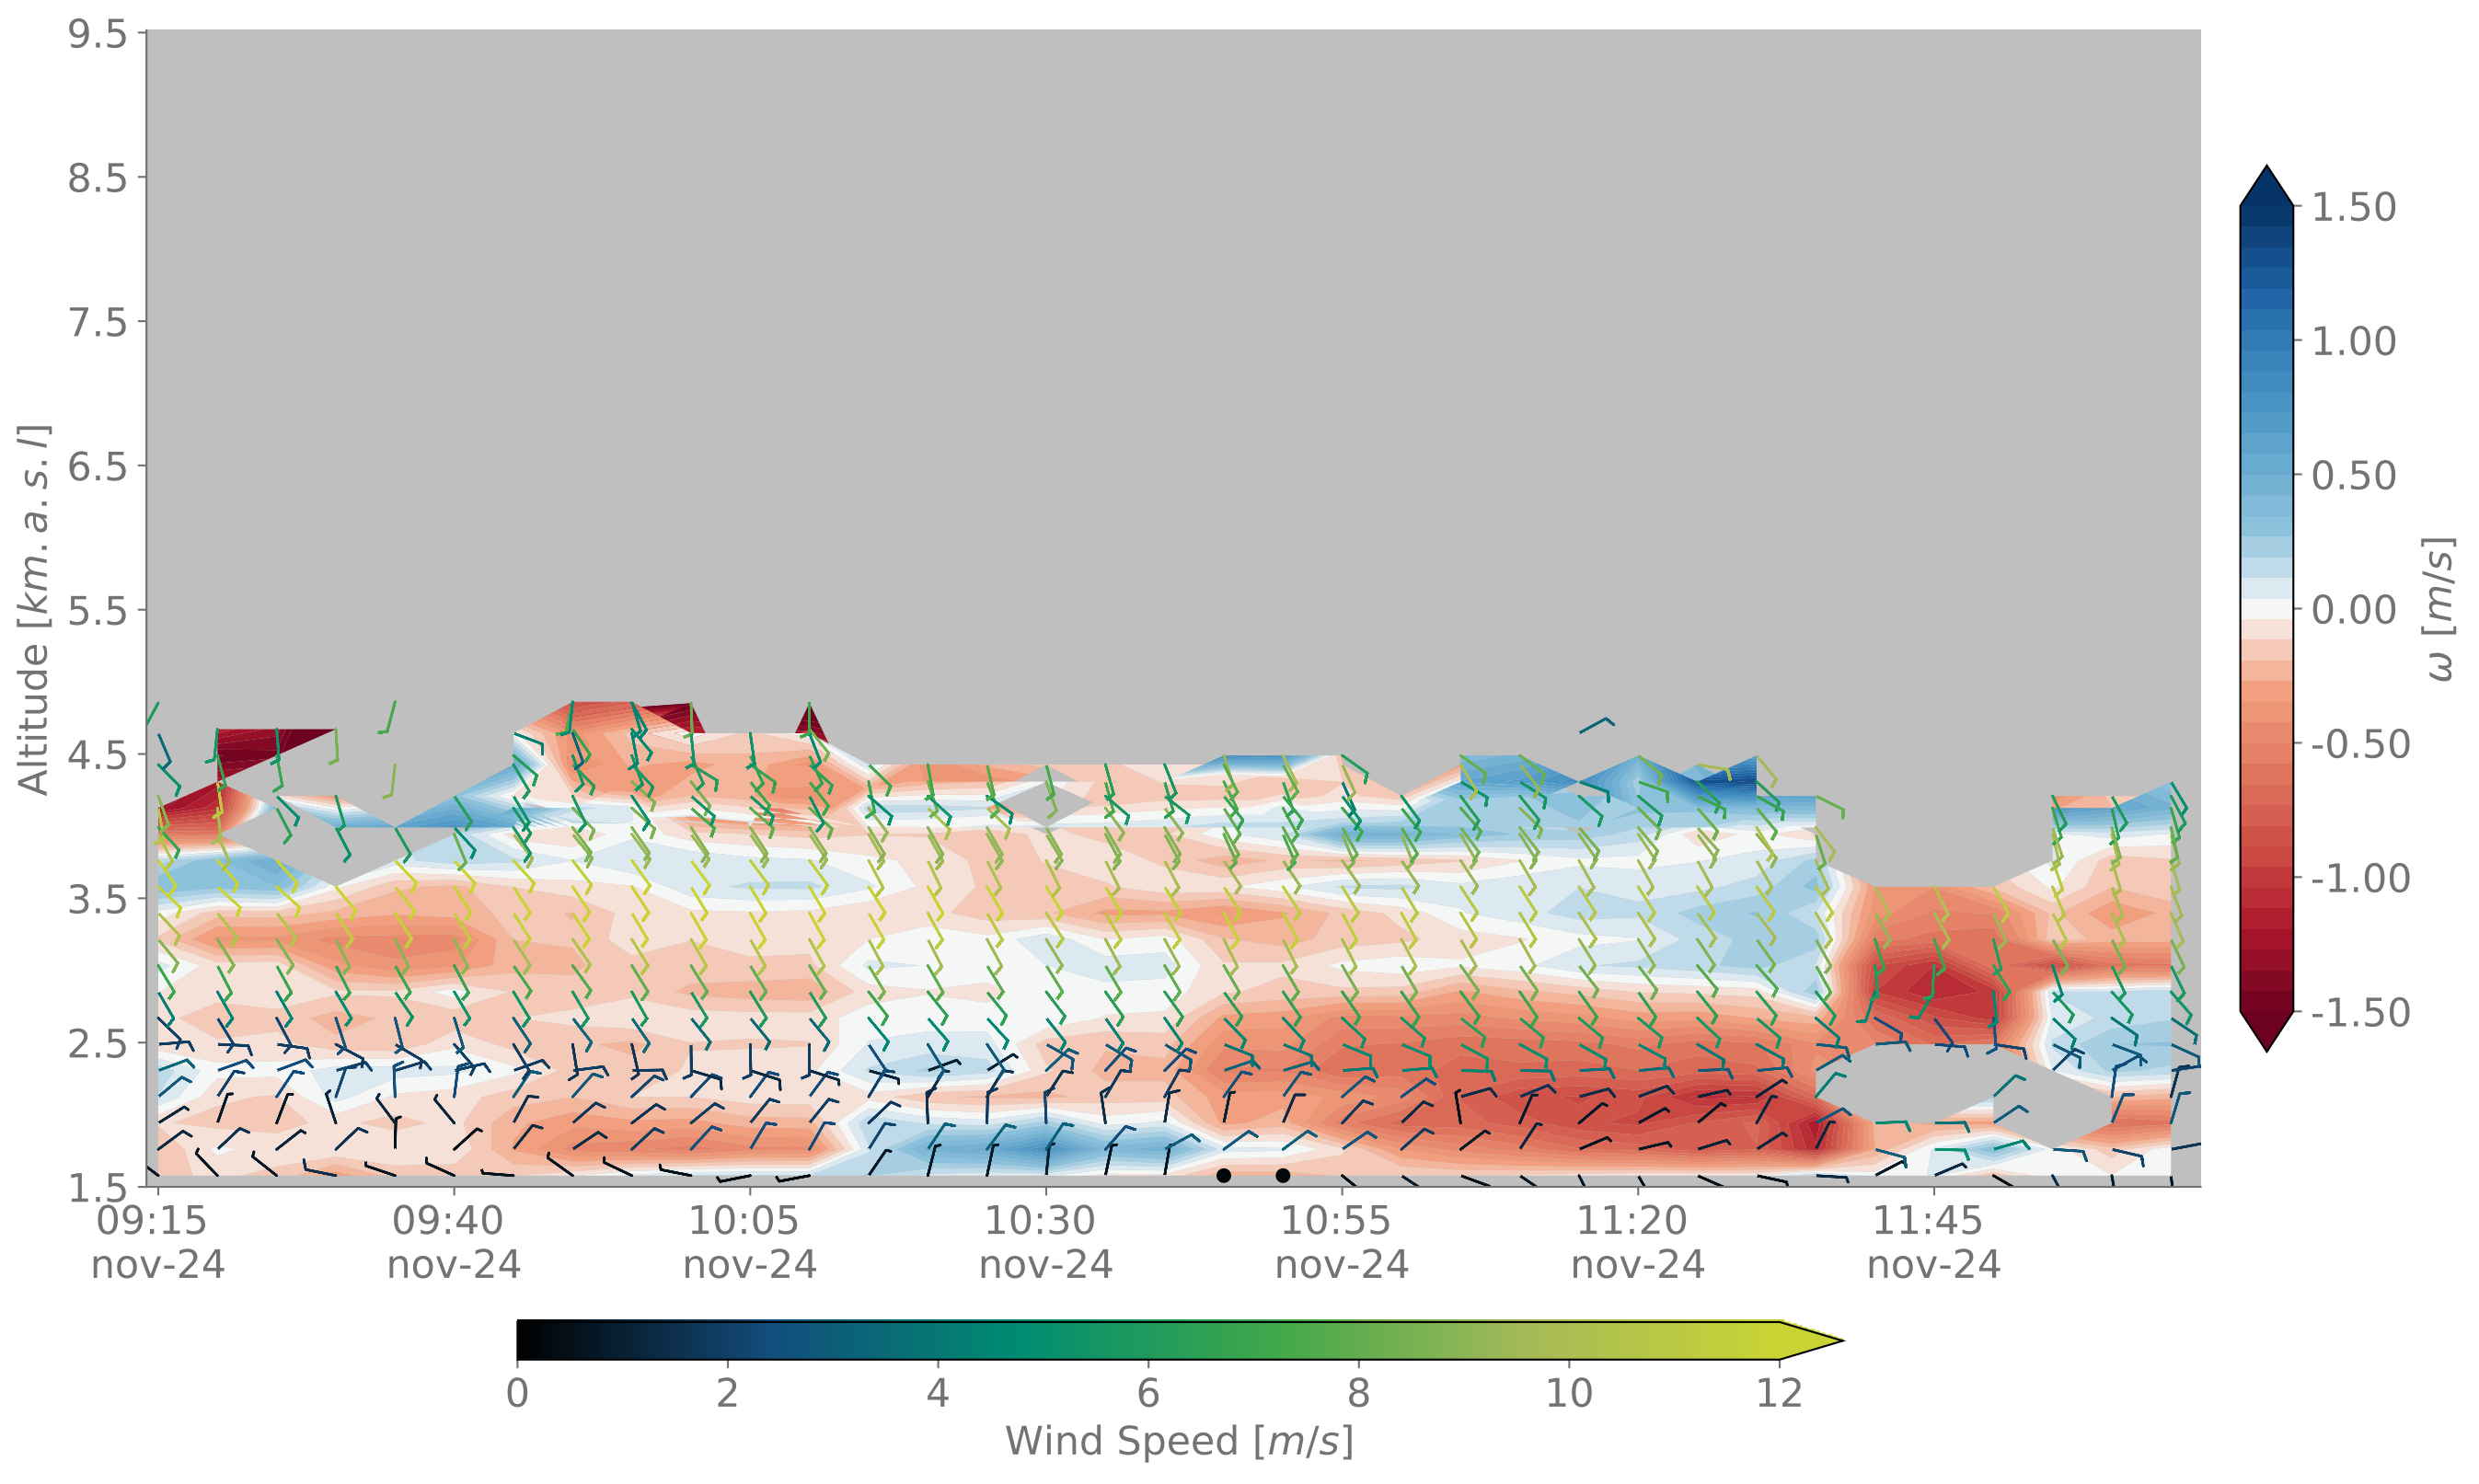 9.5
8.5
7.5
6.5
5.5
4.5
3.5
2.5
1.5
Altitude [km. a. s. l]
09:15
nov-24
09:40
nov-24
10:05
nov-24
10:30
nov-24
10:55
nov-24
11:20
nov-24
11:45
nov-24
1.50
1.00
0.50
0.00
-0.50
-1.00
-1.50
ω [m/s]
0 2 4 6 8 10 12
Wind Speed [m/s]